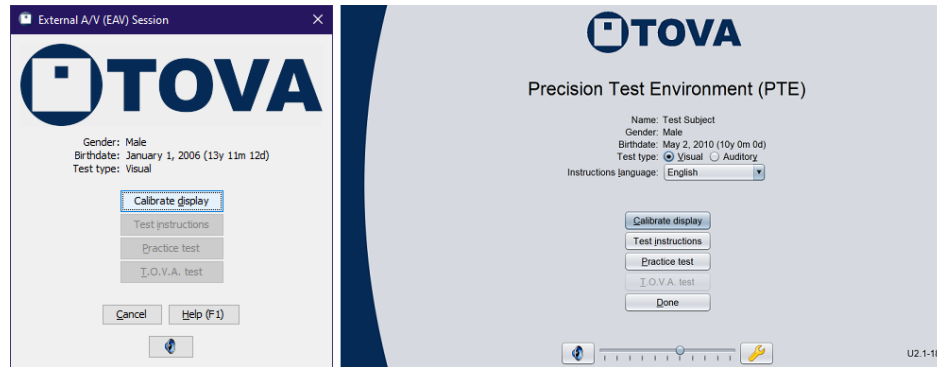 External A/V (EAV) Session
TOVA
Gender: Male
Birthdate: January 1, 2006 (13y 11m 12d)
Test type: Visual
Calibrate display
Test instructions
Practice test
T.O.V.A. test
Cancel
Help (F1)
TOVA
Precision Test Environment (PTE)
Name: Test Subject
Gender: Male
Birthdate: May 2, 2010 (10y 0m 0d)
Test type: Visual Auditory
Instructions language: English
Calibrate display
Test instructions
Practice test
T.O.V.A. test
Done
U2.1-18